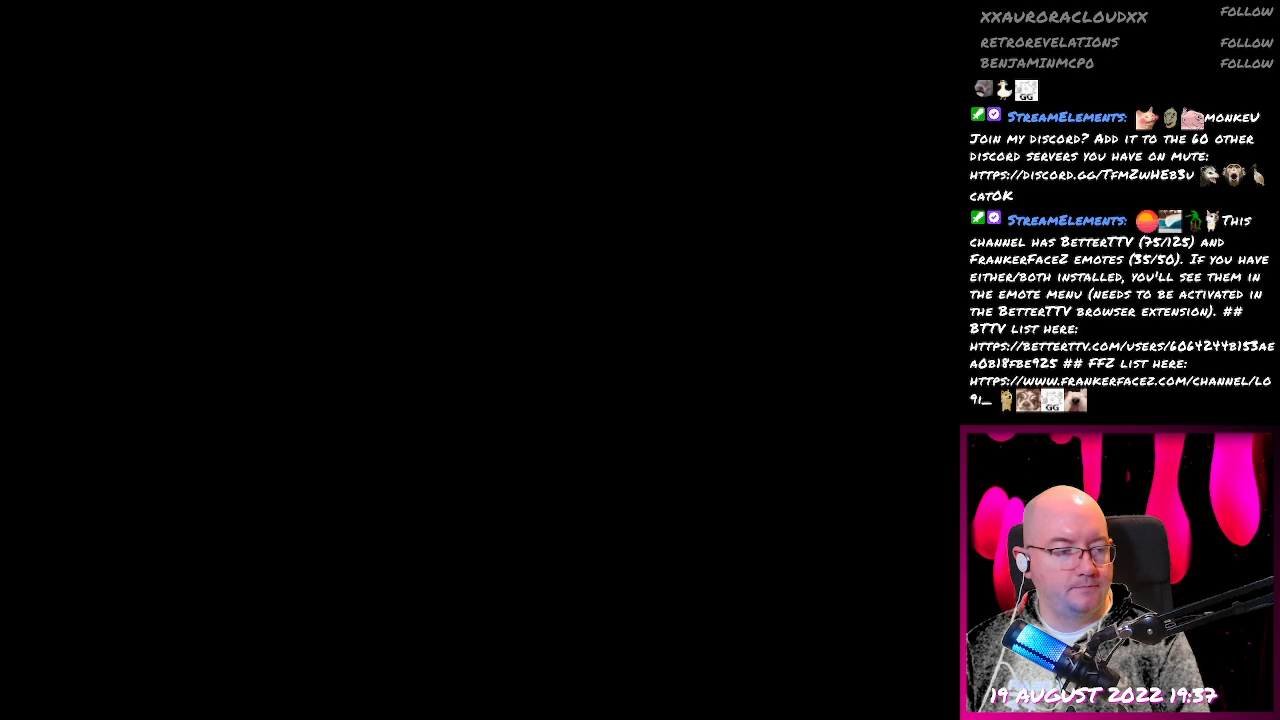 xxAuroraCloudxx Follow
RetroRevelations Follow
BenjaminMcPo Follow
GG
StreamElements: monkeU
Join my discord? Add it to the 60 other
discord servers you have on mute:
https://discord.gg/TfmZwHEb3u
catOK
StreamElements: This
channel has BetterTTV (75/125) and
FrankerFaceZ emotes (35/50). If you have
either/both installed, you'll see them in
the emote menu (needs to be activated in
the BetterTTV browser extension). ##
BTTV list here:
https://betterttv.com/users/6064244b153ae
a0b18fbe925 ## FFZ list here:
https://www.frankerfacez.com/channel/lo
9i_ GG
19 August 2022 19:37